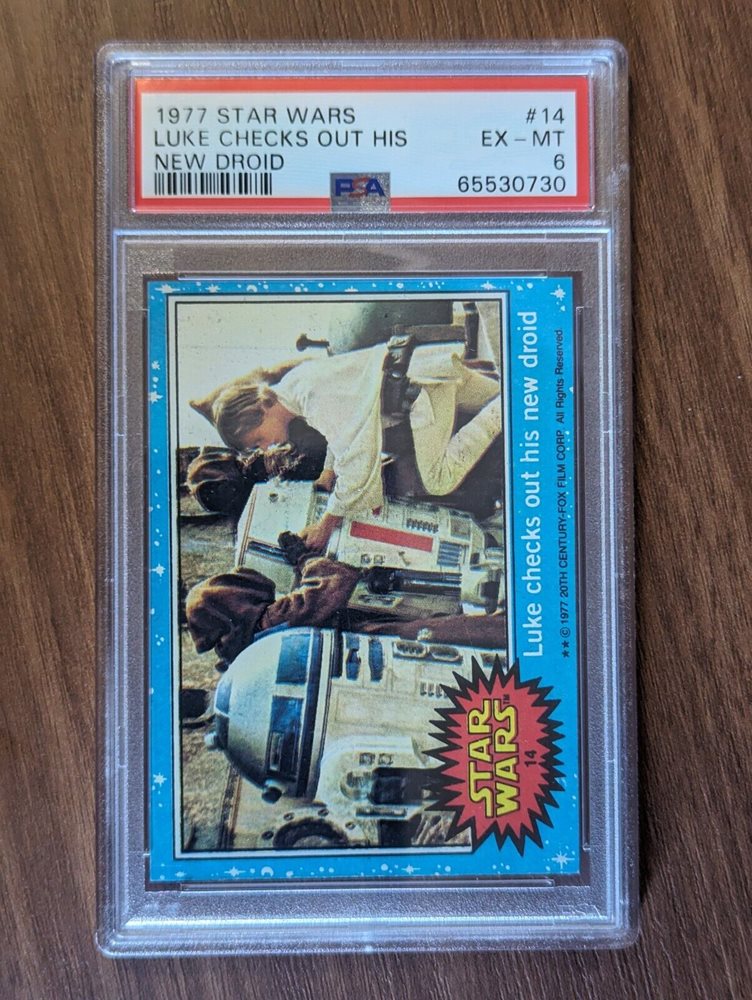 1977 STAR WARS
#14
LUKE CHECKS OUT HIS
EX - MT
NEW DROID
6
PSA
65530730
Luke checks out his new droid
★★ © 1977 20TH CENTURY-FOX FILM CORP. All Rights Reserved
STAR
WARS™
14